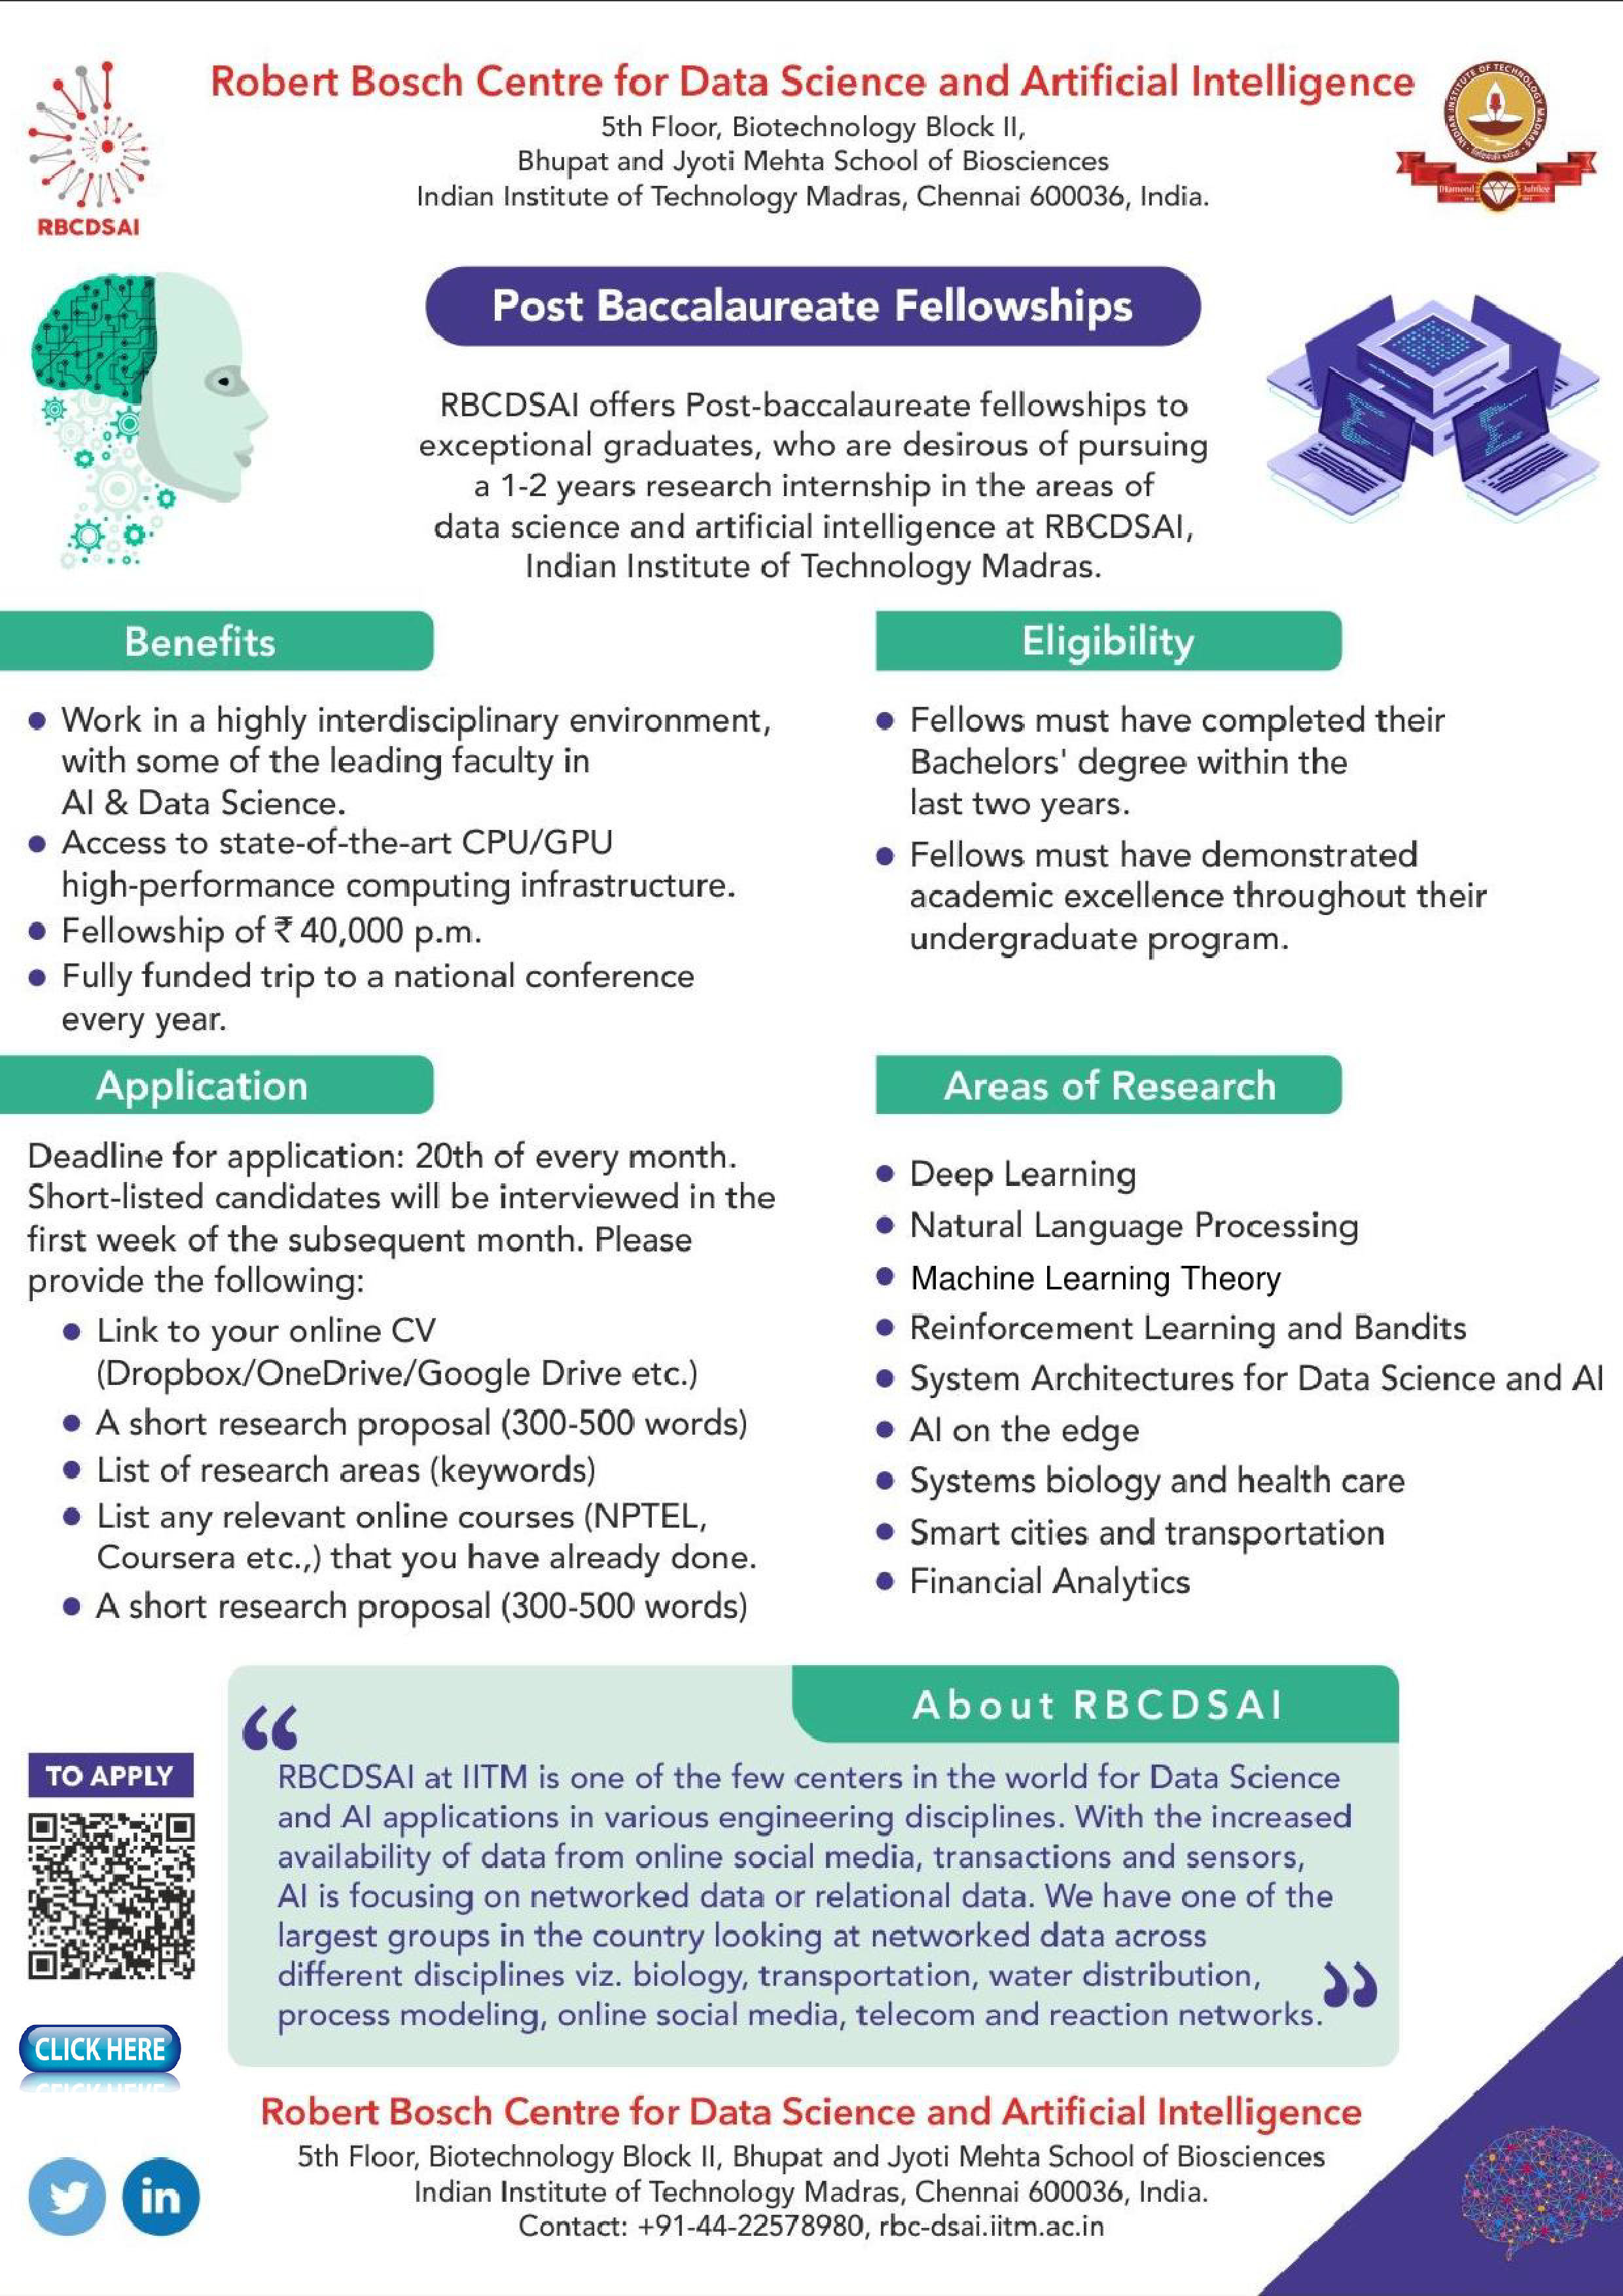 Robert Bosch Centre for Data Science and Artificial Intelligence
5th Floor, Biotechnology Block II,
Bhupat and Jyoti Mehta School of Biosciences
Indian Institute of Technology Madras, Chennai 600036, India.
RBCDSAI
INDIAN INSTITUTE OF TECHNOLOGY MADRAS
Diamond Jubilee
Post Baccalaureate Fellowships
RBCDSAI offers Post-baccalaureate fellowships to
exceptional graduates, who are desirous of pursuing
a 1-2 years research internship in the areas of
data science and artificial intelligence at RBCDSAI,
Indian Institute of Technology Madras.
Benefits
• Work in a highly interdisciplinary environment,
with some of the leading faculty in
AI & Data Science.
• Access to state-of-the-art CPU/GPU
high-performance computing infrastructure.
• Fellowship of ₹ 40,000 p.m.
• Fully funded trip to a national conference
every year.
Eligibility
• Fellows must have completed their
Bachelors' degree within the
last two years.
• Fellows must have demonstrated
academic excellence throughout their
undergraduate program.
Application
Deadline for application: 20th of every month.
Short-listed candidates will be interviewed in the
first week of the subsequent month. Please
provide the following:
• Link to your online CV
(Dropbox/OneDrive/Google Drive etc.)
• A short research proposal (300-500 words)
• List of research areas (keywords)
• List any relevant online courses (NPTEL,
Coursera etc.,) that you have already done.
• A short research proposal (300-500 words)
Areas of Research
• Deep Learning
• Natural Language Processing
• Machine Learning Theory
• Reinforcement Learning and Bandits
• System Architectures for Data Science and AI
• AI on the edge
• Systems biology and health care
• Smart cities and transportation
• Financial Analytics
About RBCDSAI
“
RBCDSAI at IITM is one of the few centers in the world for Data Science
and AI applications in various engineering disciplines. With the increased
availability of data from online social media, transactions and sensors,
AI is focusing on networked data or relational data. We have one of the
largest groups in the country looking at networked data across
different disciplines viz. biology, transportation, water distribution,
process modeling, online social media, telecom and reaction networks.
”
TO APPLY
CLICK HERE
Robert Bosch Centre for Data Science and Artificial Intelligence
5th Floor, Biotechnology Block II, Bhupat and Jyoti Mehta School of Biosciences
Indian Institute of Technology Madras, Chennai 600036, India.
Contact: +91-44-22578980, rbc-dsai.iitm.ac.in
in